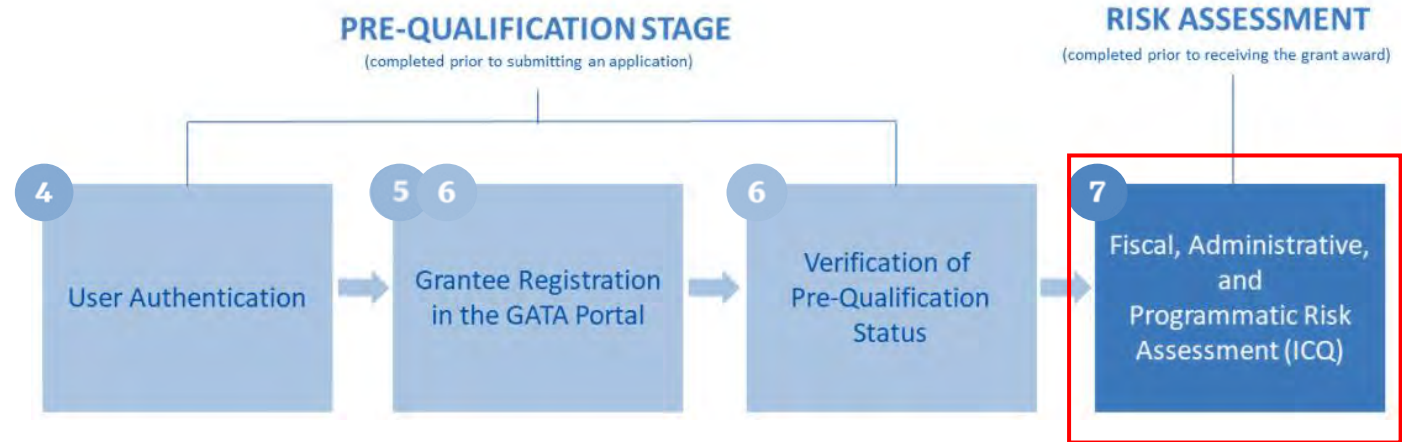 PRE-QUALIFICATION STAGE
(completed prior to submitting an application)
RISK ASSESSMENT
(completed prior to receiving the grant award)
4
User Authentication
5 6
Grantee Registration
in the GATA Portal
6
Verification of
Pre-Qualification
Status
7
Fiscal, Administrative,
and
Programmatic Risk
Assessment (ICQ)